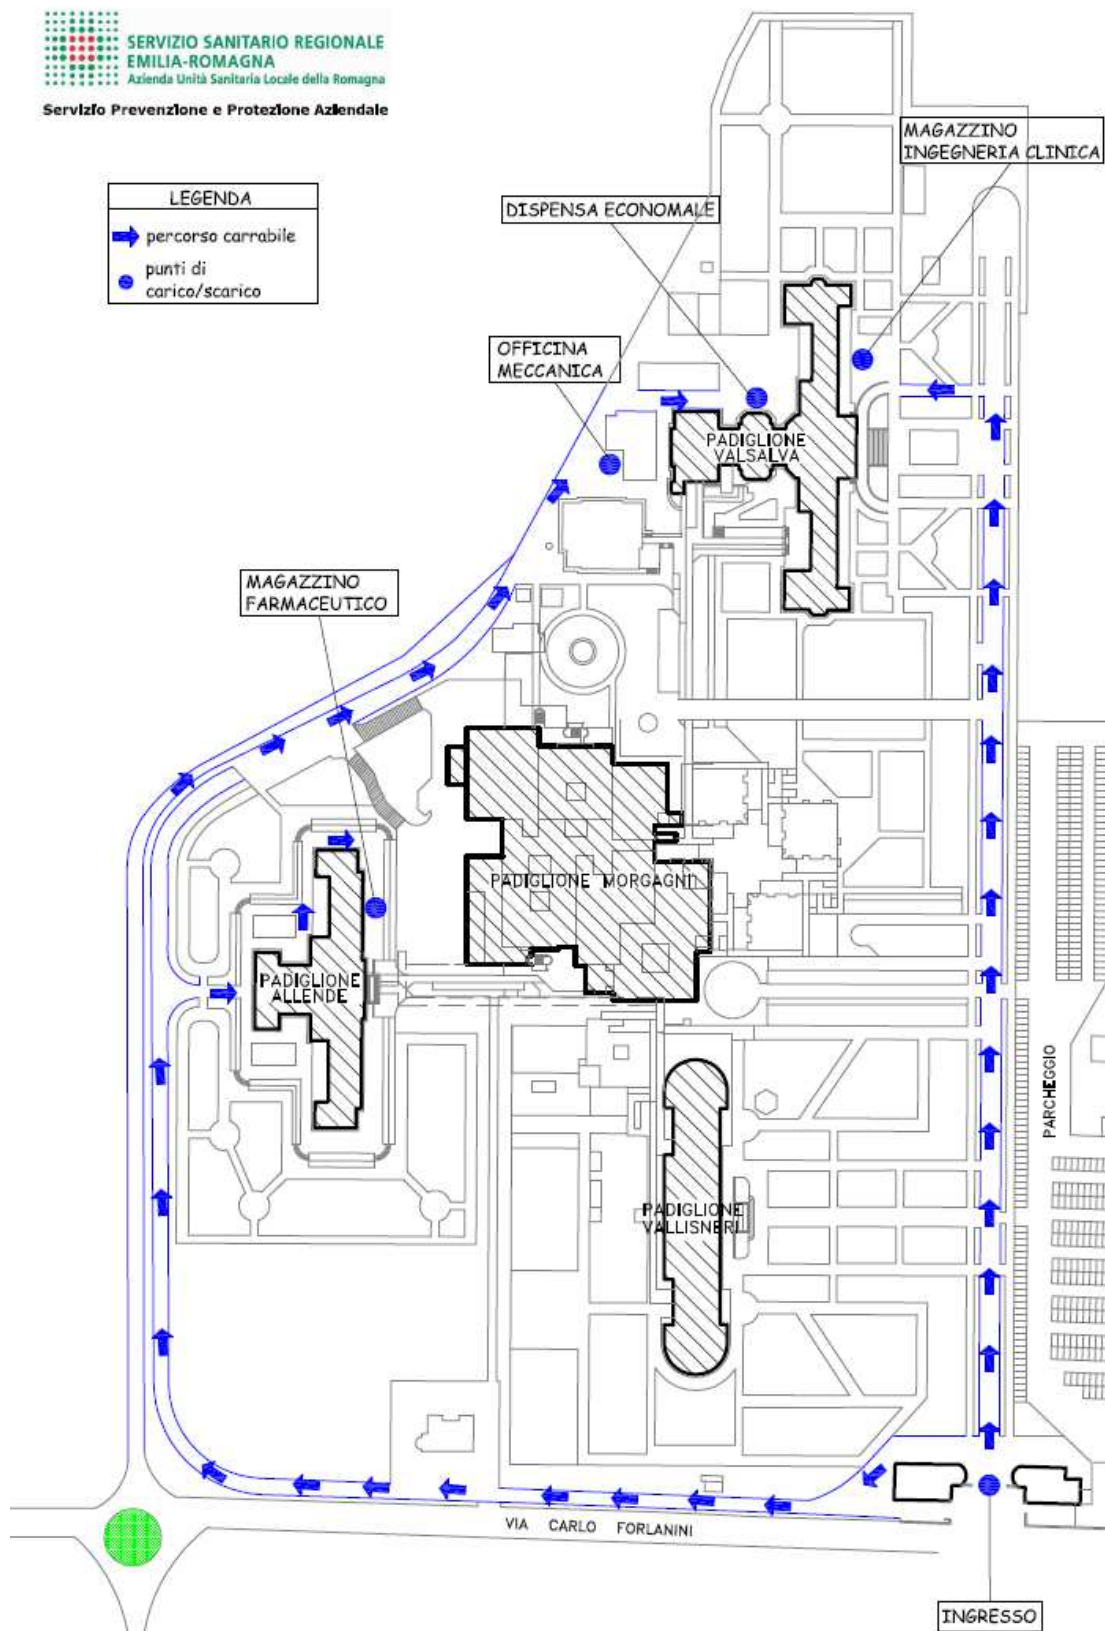 SERVIZIO SANITARIO REGIONALE
EMILIA-ROMAGNA
Azienda Unità Sanitaria Locale della Romagna
Servizio Prevenzione e Protezione Aziendale
MAGAZZINO
INGEGNERIA CLINICA
LEGENDA
percorso carrabile
punti di
carico/scarico
DISPENSA ECONOMALE
OFFICINA
MECCANICA
PADIGLIONE
VALSALVA
MAGAZZINO
FARMACEUTICO
PADIGLIONE MORGAGNI
PADIGLIONE
ALLENDE
PARCHEGGIO
PADIGLIONE
VALLISNERI
VIA CARLO FORLANINI
INGRESSO